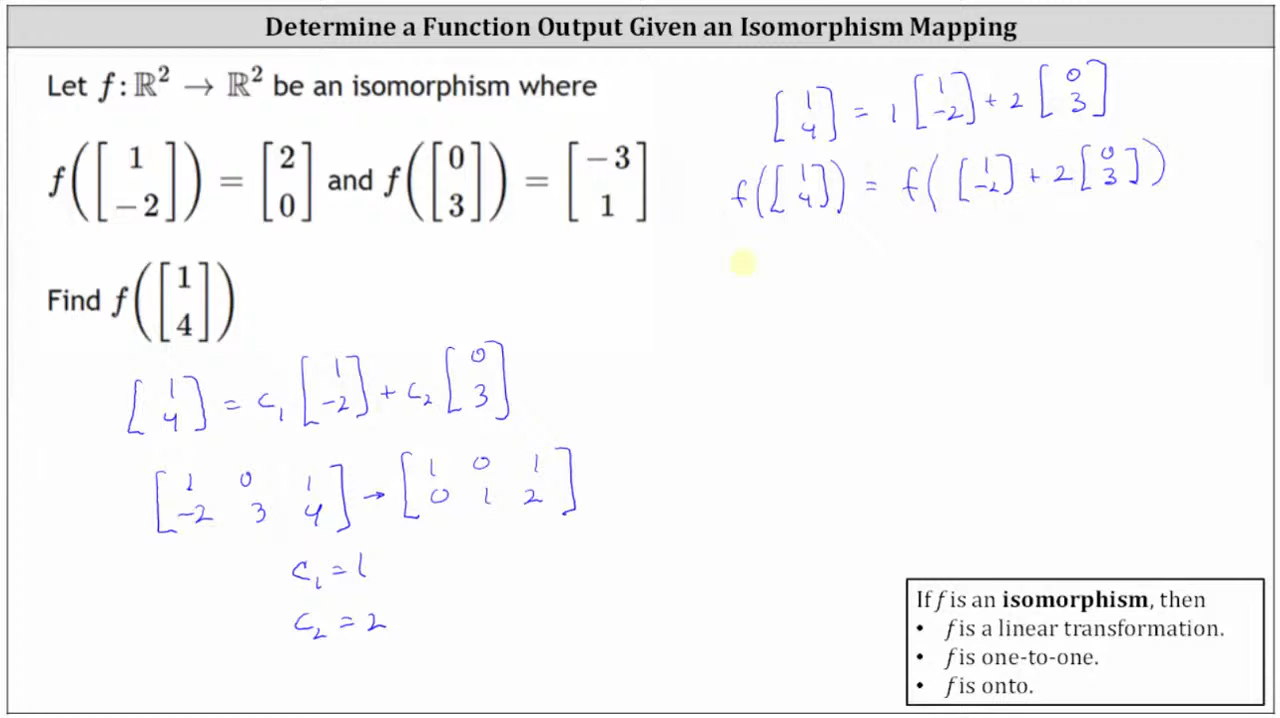 Determine a Function Output Given an Isomorphism Mapping
Let f: ℝ² → ℝ² be an isomorphism where
f([1 -2]) = [2 0] and f([0 3]) = [-3 1]
Find f([1 4])
[1 4] = c₁ [1 -2] + c₂ [0 3]
[1 0 1
-2 3 4] → [1 0 1
0 1 2]
c₁ = 1
c₂ = 2
[1 4] = 1 [1 -2] + 2 [0 3]
f([1 4]) = f([1 -2] + 2 [0 3])
If f is an isomorphism, then
• f is a linear transformation.
• f is one-to-one.
• f is onto.